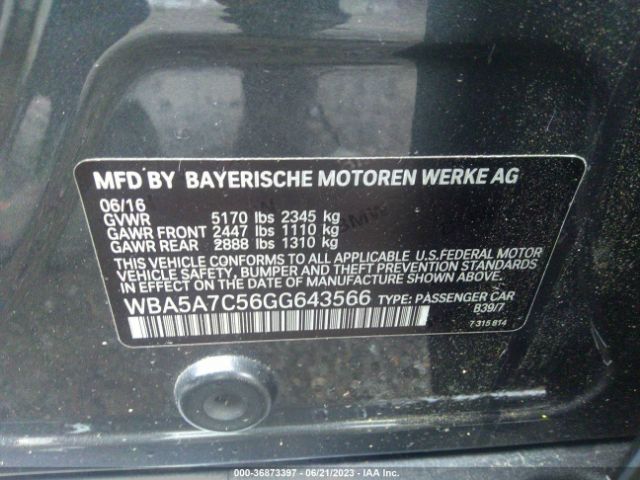 MFD BY BAYERISCHE MOTOREN WERKE AG
06/16
GVWR 5170 lbs 2345 kg
GAWR FRONT 2447 lbs 1110 kg
GAWR REAR 2888 lbs 1310 kg
THIS VEHICLE CONFORMS TO ALL APPLICABLE U.S.FEDERAL MOTOR
VEHICLE SAFETY, BUMPER, AND THEFT PREVENTION STANDARDS
IN EFFECT ON THE DATE OF MANUFACTURE SHOWN ABOVE.
WBA5A7C56GG643566 TYPE: PASSENGER CAR
B39/7
7 315 814
000-36873397 - 06/21/2023 - IAA Inc.